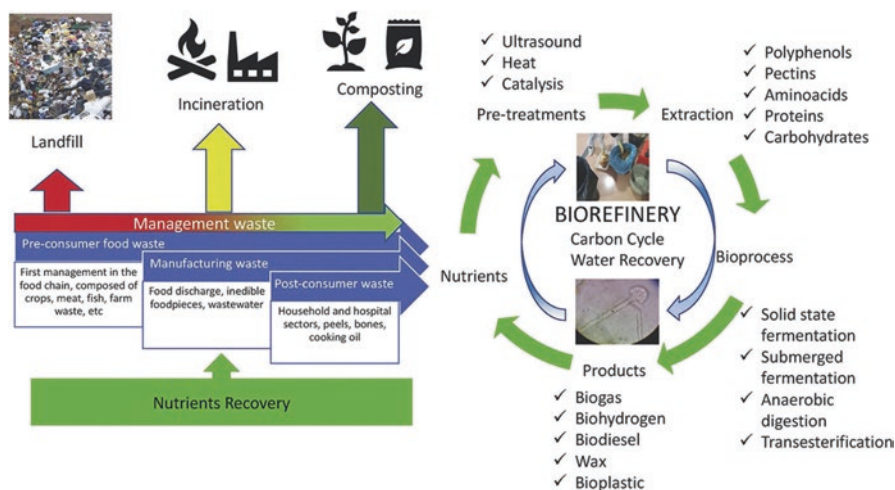 Landfill
Incineration
Composting
Management waste
Pre-consumer food waste
First management in the
food chain, composed of
crops, meat, fish, farm
waste, etc
Manufacturing waste
Food discharge, inedible
foodpieces, wastewater
Post-consumer waste
Household and hospital
sectors, peels, bones,
cooking oil
Nutrients Recovery
✓ Ultrasound
✓ Heat
✓ Catalysis
Pre-treatments
Extraction
✓ Polyphenols
✓ Pectins
✓ Aminoacids
✓ Proteins
✓ Carbohydrates
BIOREFINERY
Carbon Cycle
Water Recovery
Nutrients
Bioprocess
✓ Solid state
fermentation
✓ Submerged
fermentation
✓ Anaerobic
digestion
✓ Transesterification
Products
✓ Biogas
✓ Biohydrogen
✓ Biodiesel
✓ Wax
✓ Bioplastic